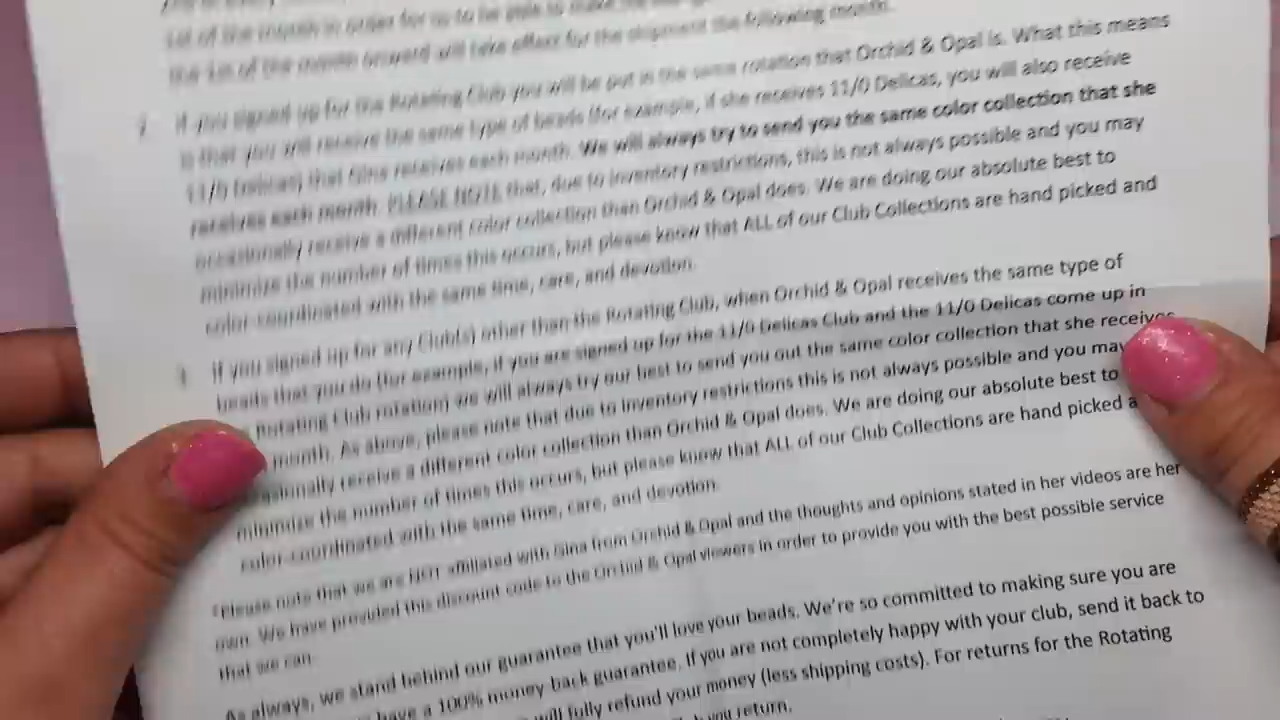 1st of the month in order for us to be able to make the
the 1st of the month onward will take effect for the shipment the following month.
If you signed up for the Rotating Club you will be put in the same rotation that Orchid & Opal is. What this means
is that you will receive the same type of beads (for example, if she receives 11/0 Delicas, you will also receive
11/0 Delicas) that Gina receives each month. We will always try to send you the same color collection that she
receives each month. PLEASE NOTE that, due to inventory restrictions, this is not always possible and you may
occasionally receive a different color collection than Orchid & Opal does. We are doing our absolute best to
minimize the number of times this occurs, but please know that ALL of our Club Collections are hand picked and
color-coordinated with the same time, care, and devotion.
If you signed up for any Club(s) other than the Rotating Club, when Orchid & Opal receives the same type of
beads that you do (for example, if you are signed up for the 11/0 Delicas Club and the 11/0 Delicas come up in
Rotating Club rotation) we will always try our best to send you out the same color collection that she receives
month. As above, please note that due to inventory restrictions this is not always possible and you may
receive a different color collection than Orchid & Opal does. We are doing our absolute best to
minimize the number of times this occurs, but please know that ALL of our Club Collections are hand picked
color-coordinated with the same time, care, and devotion.
*Please note that we are NOT affiliated with Gina from Orchid & Opal and the thoughts and opinions stated in her videos are her
own. We have provided this discount code to the Orchid & Opal viewers in order to provide you with the best possible service
that we can.
As always, we stand behind our guarantee that you'll love your beads. We're so committed to making sure you are
have a 100% money back guarantee. If you are not completely happy with your club, send it back to
will fully refund your money (less shipping costs). For returns for the Rotating
you return.